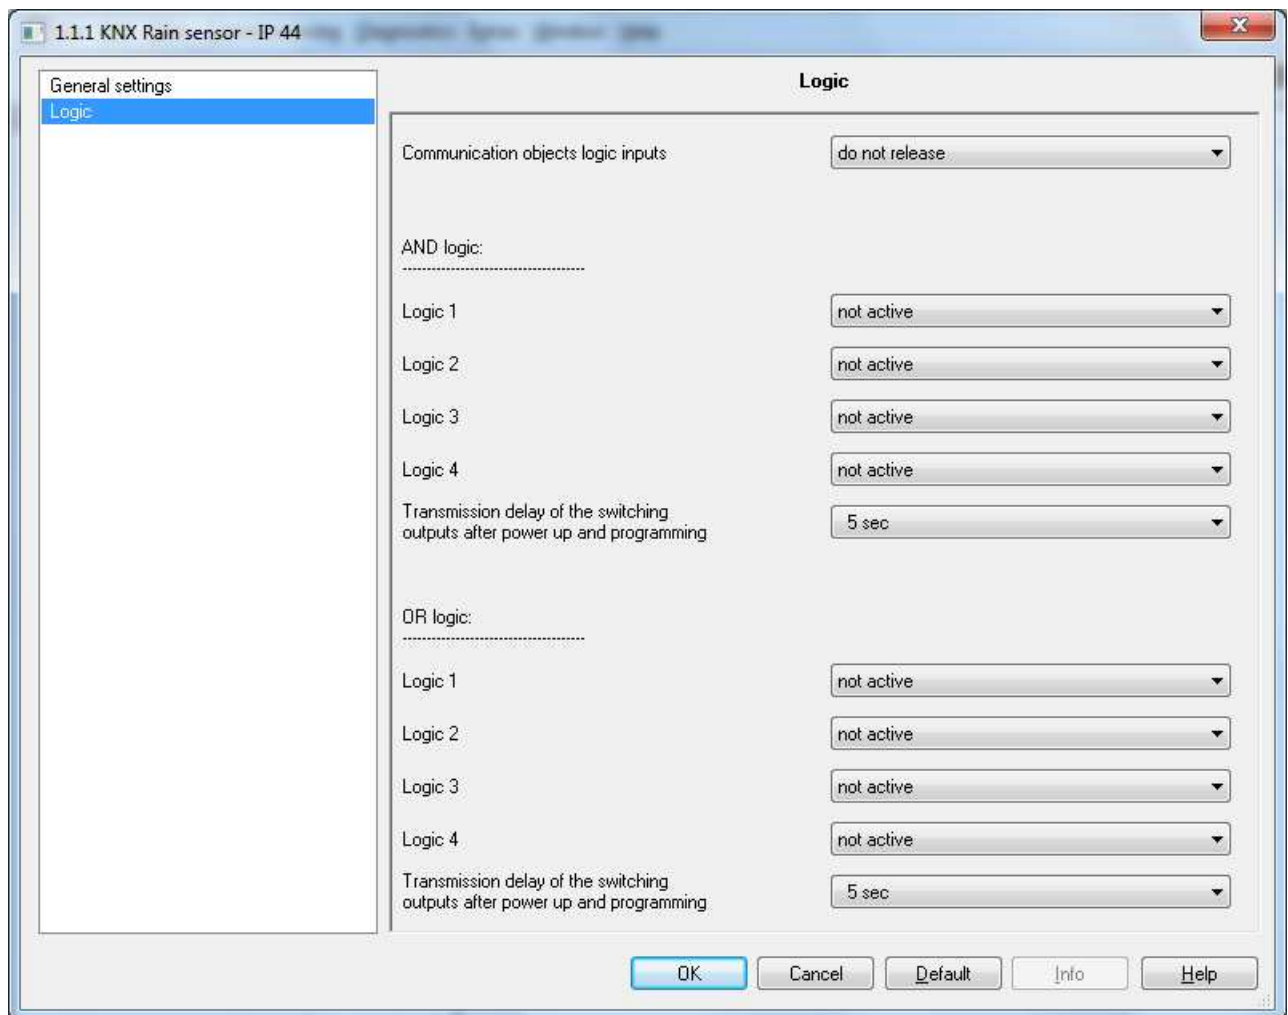 1.1.1 KNX Rain sensor - IP 44
General settings
Logic
Logic
Communication objects logic inputs do not release
AND logic:
-------------------------------------
Logic 1 not active
Logic 2 not active
Logic 3 not active
Logic 4 not active
Transmission delay of the switching
outputs after power up and programming 5 sec
OR logic:
-------------------------------------
Logic 1 not active
Logic 2 not active
Logic 3 not active
Logic 4 not active
Transmission delay of the switching
outputs after power up and programming 5 sec
OK Cancel Default Info Help